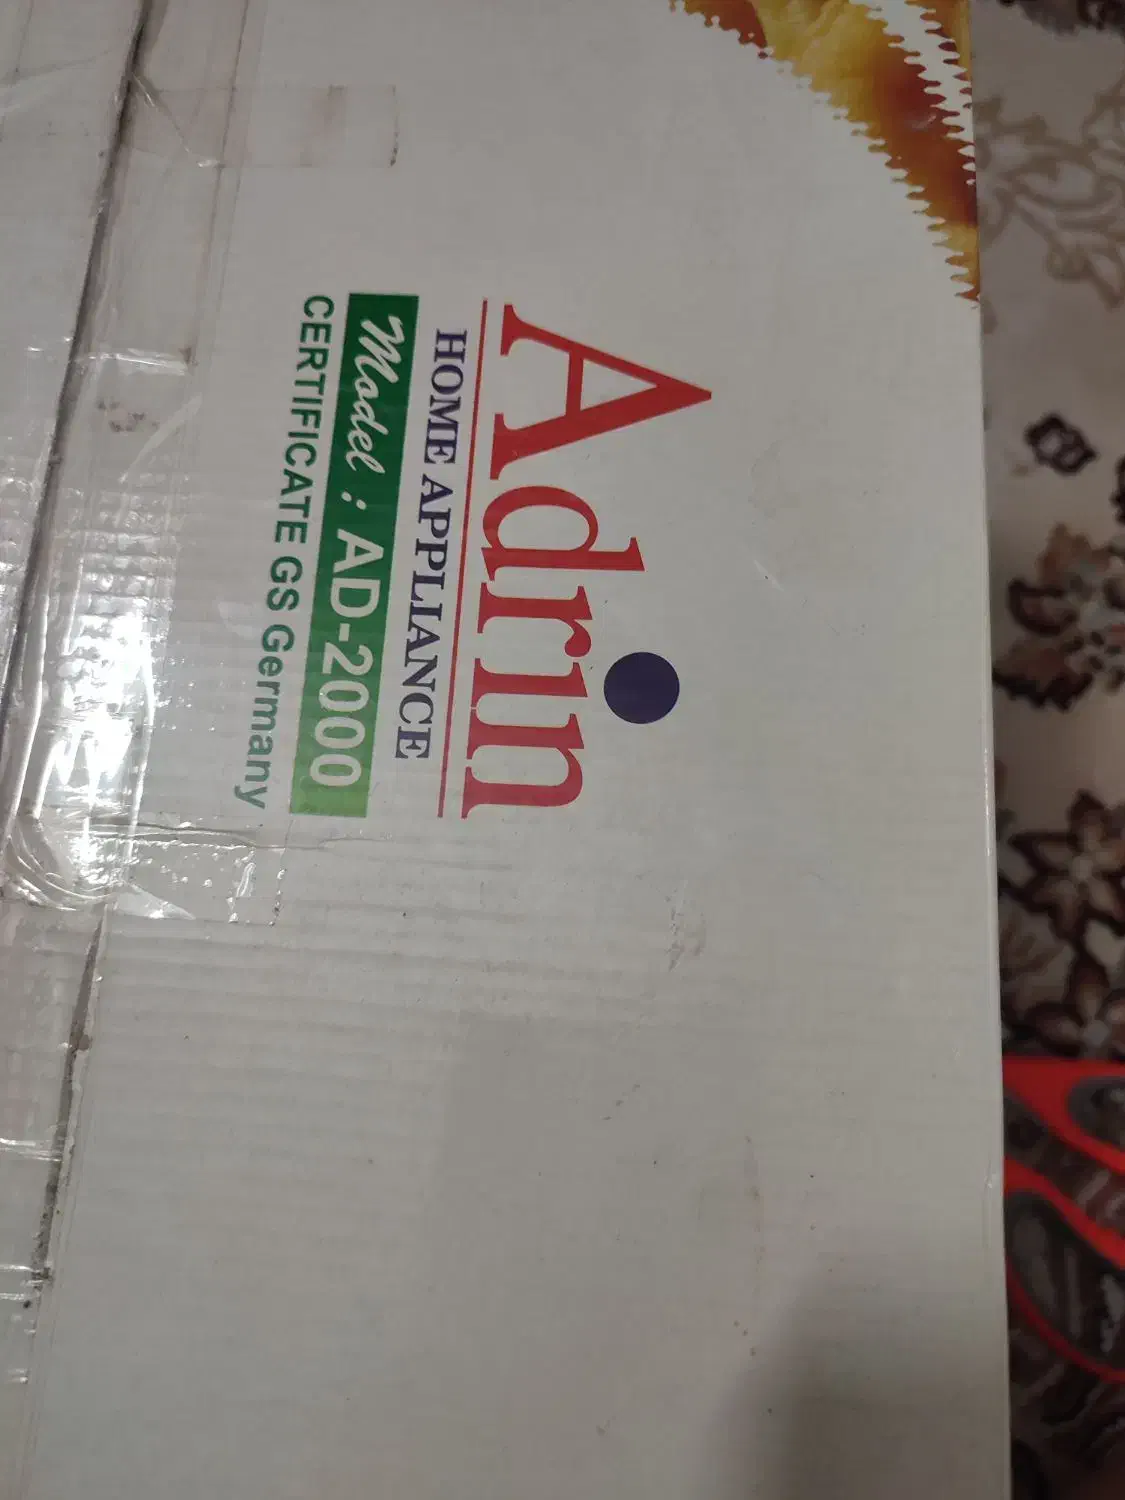 Adrin
HOME APPLIANCE
Model : AD-2000
CERTIFICATE GS Germany